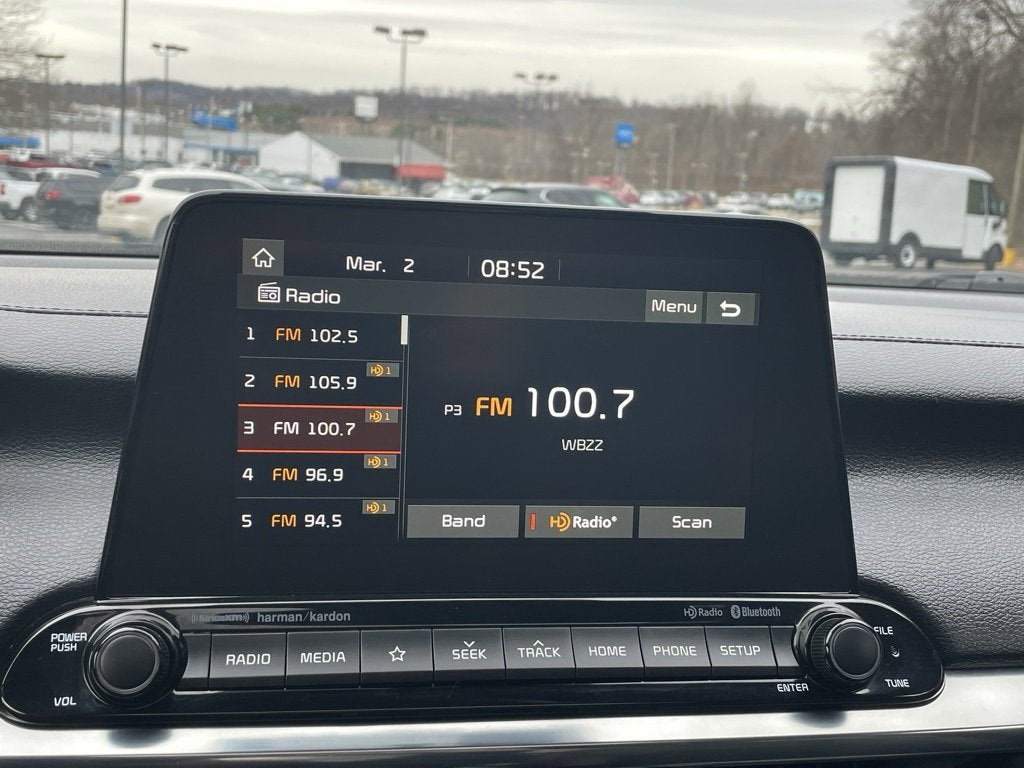 Mar. 2 08:52
Radio Menu
1 FM 102.5
2 FM 105.9 HD 1
3 FM 100.7 HD 1
4 FM 96.9 HD 1
5 FM 94.5 HD 1
P3 FM 100.7
WBZZ
Band HD Radio® Scan
((SiriusXM)) harman/kardon HD Radio Bluetooth
POWER PUSH
VOL
RADIO MEDIA SEEK TRACK HOME PHONE SETUP
FILE
TUNE
ENTER